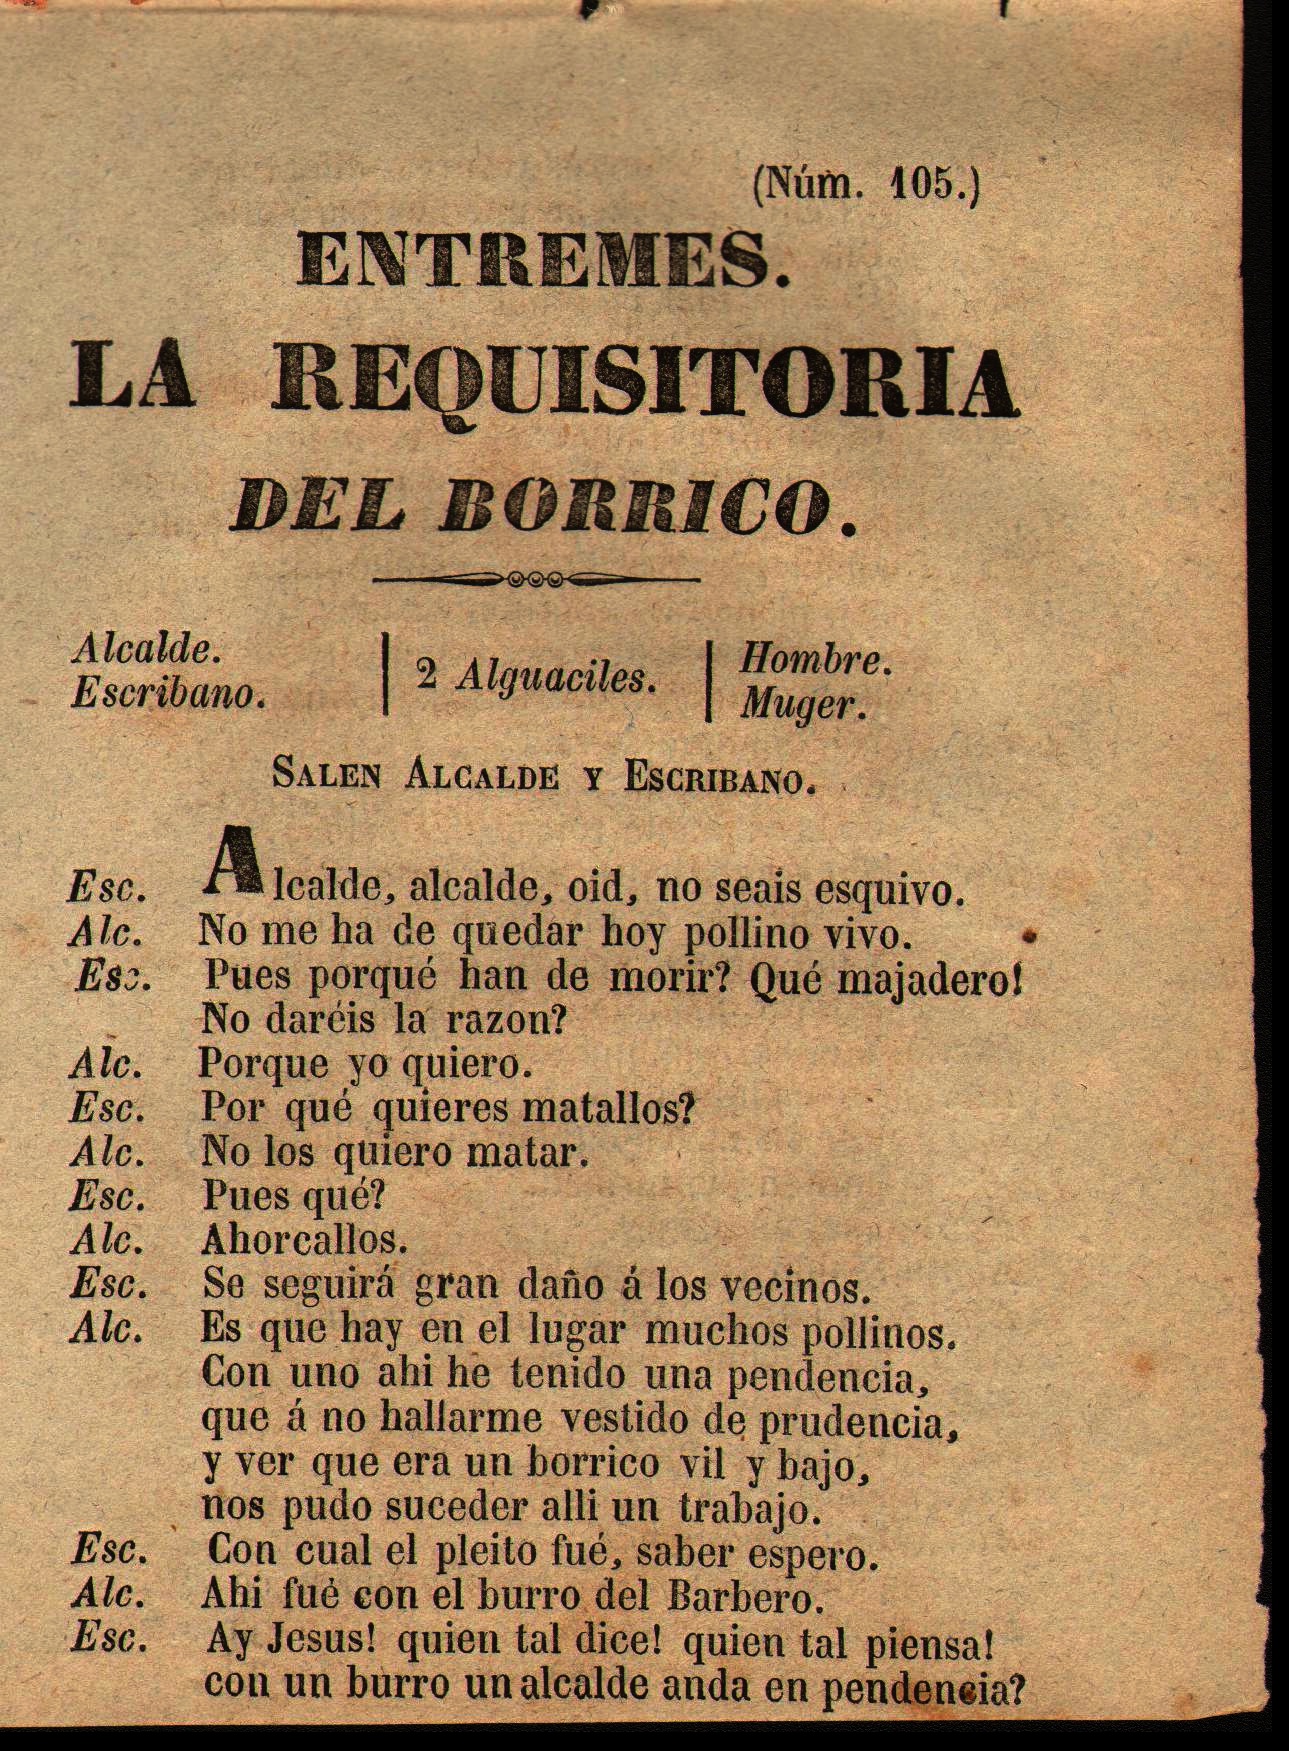 (Núm. 105.)
ENTREMES.
LA REQUISITORIA
DEL BORRICO.
Alcalde.
Escribano.
2 Alguaciles.
Hombre.
Muger.
SALEN ALCALDE Y ESCRIBANO.
Esc. Alcalde, alcalde, oid, no seais esquivo.
Alc. No me ha de quedar hoy pollino vivo.
Esc. Pues porqué han de morir? Qué majadero!
No daréis la razon?
Alc. Porque yo quiero.
Esc. Por qué quieres matallos?
Alc. No los quiero matar.
Esc. Pues qué?
Alc. Ahorcallos.
Esc. Se seguirá gran daño á los vecinos.
Alc. Es que hay en el lugar muchos pollinos.
Con uno ahi he tenido una pendencia,
que á no hallarme vestido de prudencia,
y ver que era un borrico vil y bajo,
nos pudo suceder alli un trabajo.
Esc. Con cual el pleito fué, saber espero.
Alc. Ahi fué con el burro del Barbero.
Esc. Ay Jesus! quien tal dice! quien tal piensa!
con un burro un alcalde anda en pendencia?